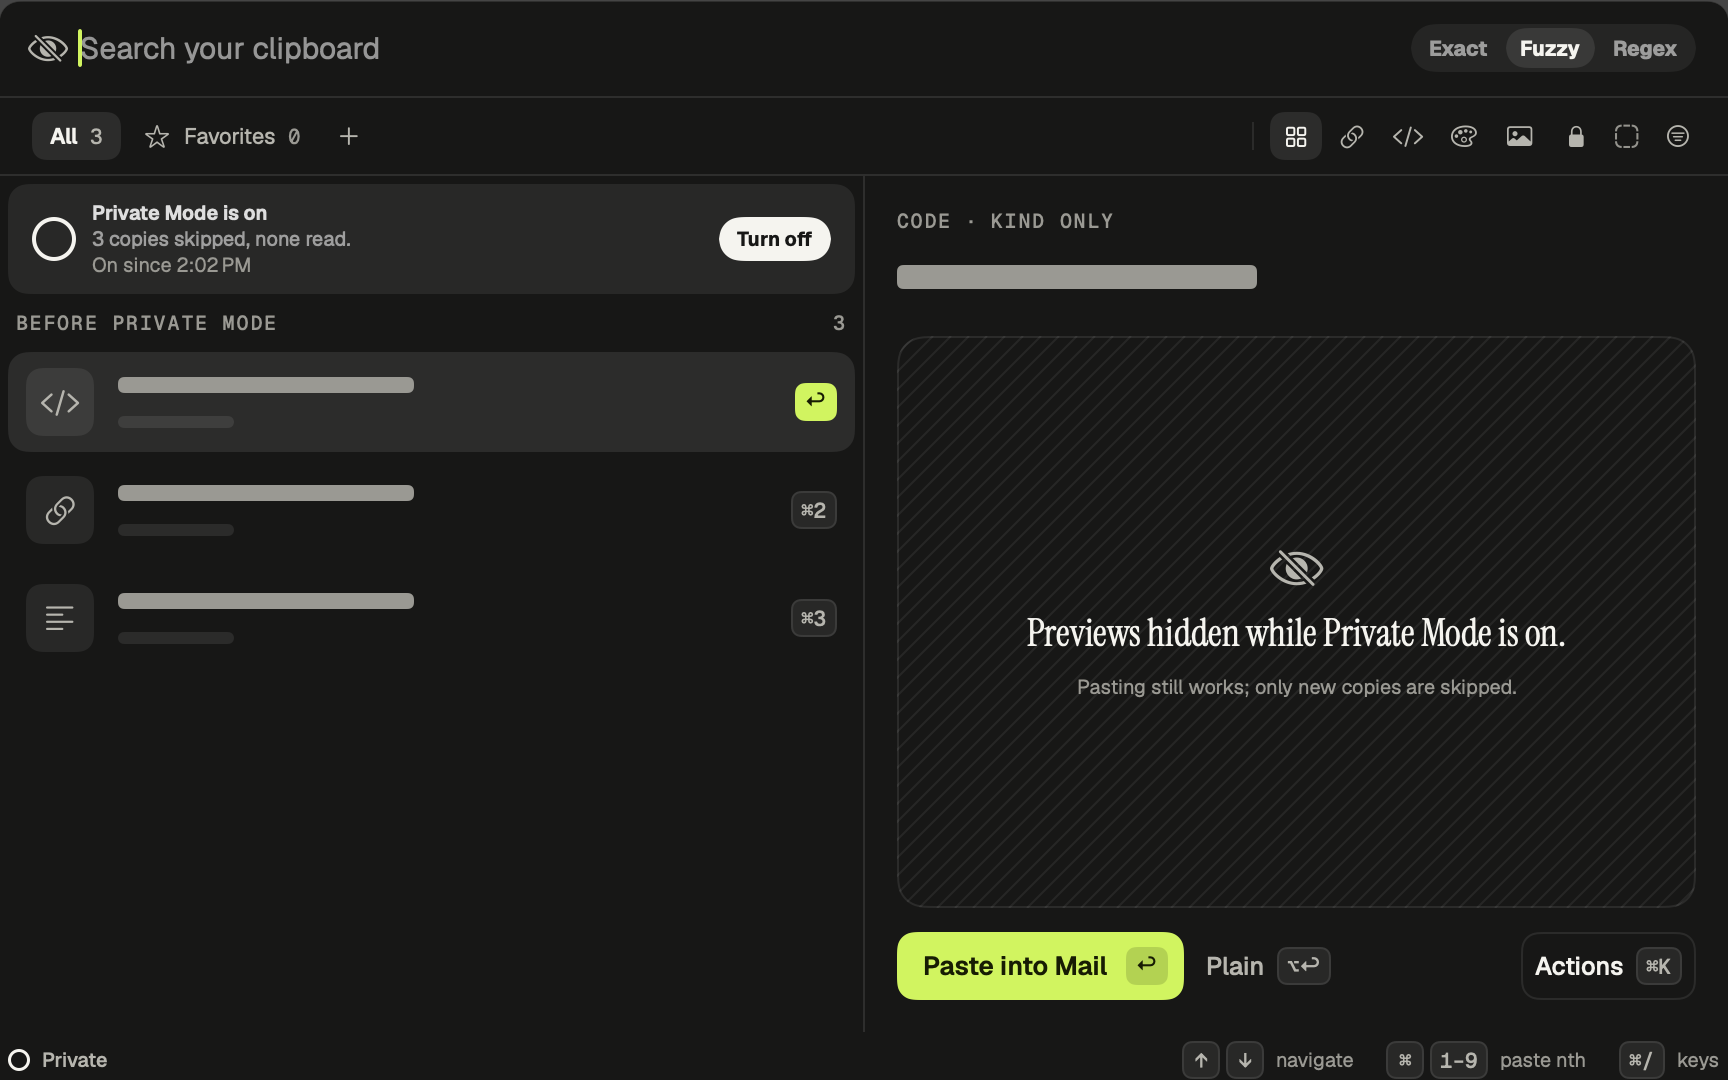 Search your clipboard
Exact Fuzzy Regex
All 3 Favorites 0 +
Private Mode is on
3 copies skipped, none read.
On since 2:02 PM
Turn off
BEFORE PRIVATE MODE 3
⌘2
⌘3
CODE · KIND ONLY
Previews hidden while Private Mode is on.
Pasting still works; only new copies are skipped.
Paste into Mail ↩ Plain ⌥↩ Actions ⌘K
Private ↑ ↓ navigate ⌘ 1–9 paste nth ⌘/ keys